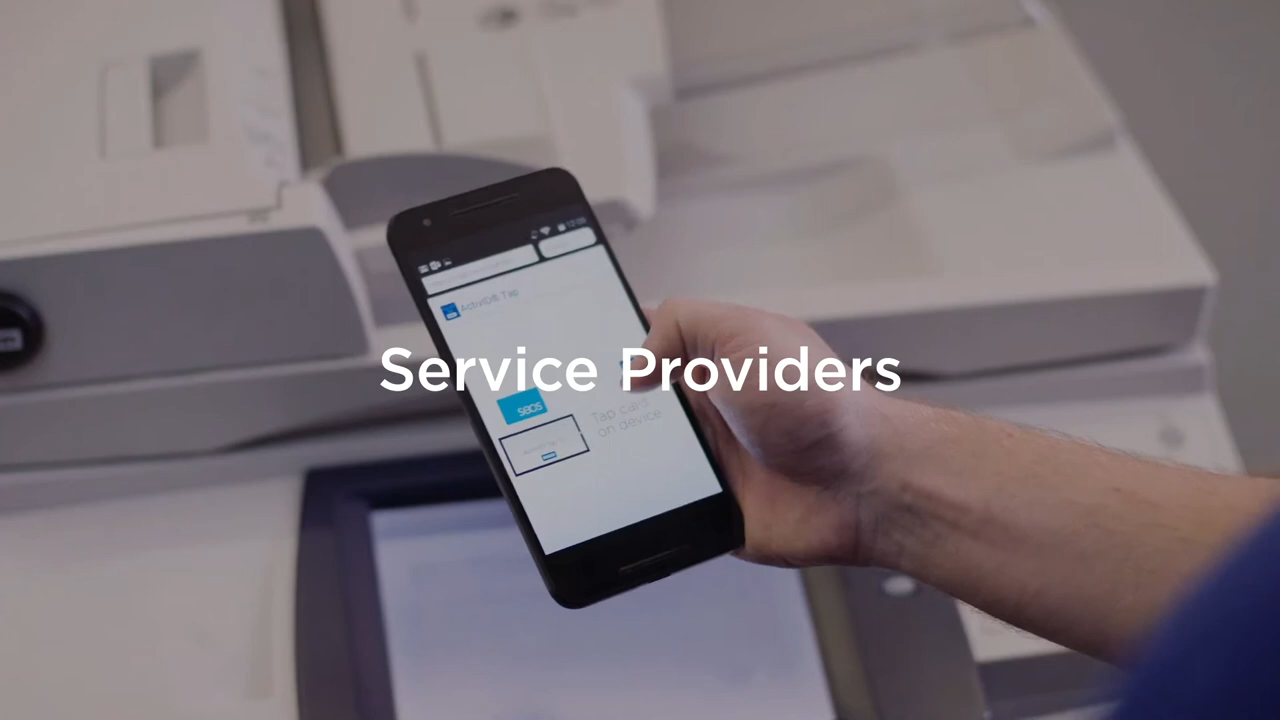 ActivID® Tap
Service Providers
seos
Tap card
on device